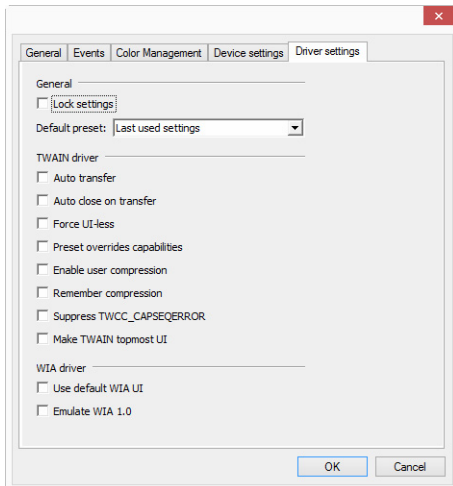 General Events Color Management Device settings Driver settings
General
Lock settings
Default preset: Last used settings
TWAIN driver
Auto transfer
Auto close on transfer
Force UI-less
Preset overrides capabilities
Enable user compression
Remember compression
Suppress TWCC_CAPSEQERROR
Make TWAIN topmost UI
WIA driver
Use default WIA UI
Emulate WIA 1.0
OK Cancel